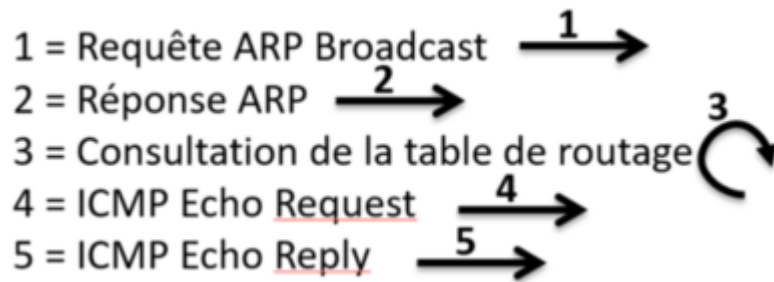 1 = Requête ARP Broadcast 1
2 = Réponse ARP 2
3 = Consultation de la table de routage 3
4 = ICMP Echo Request 4
5 = ICMP Echo Reply 5